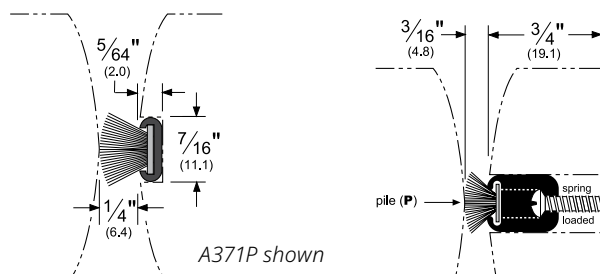 5/64"
(2.0)
7/16"
(11.1)
1/4"
(6.4)
A371P shown
3/16"
(4.8)
3/4"
(19.1)
pile (P)
spring
loaded